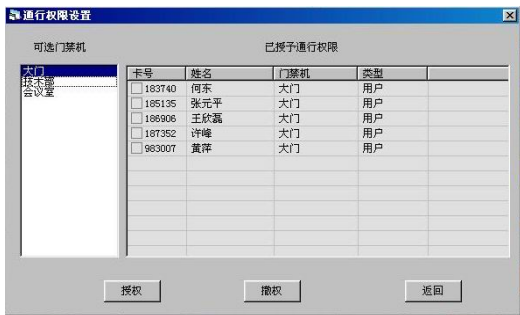 通行权限设置
可选门禁机 已授予通行权限
大门
技术部
会议室
卡号 姓名 门禁机 类型
183740 何东 大门 用户
185135 张元平 大门 用户
186906 王欣磊 大门 用户
187352 许峰 大门 用户
983007 黄萍 大门 用户
授权 撤权 返回